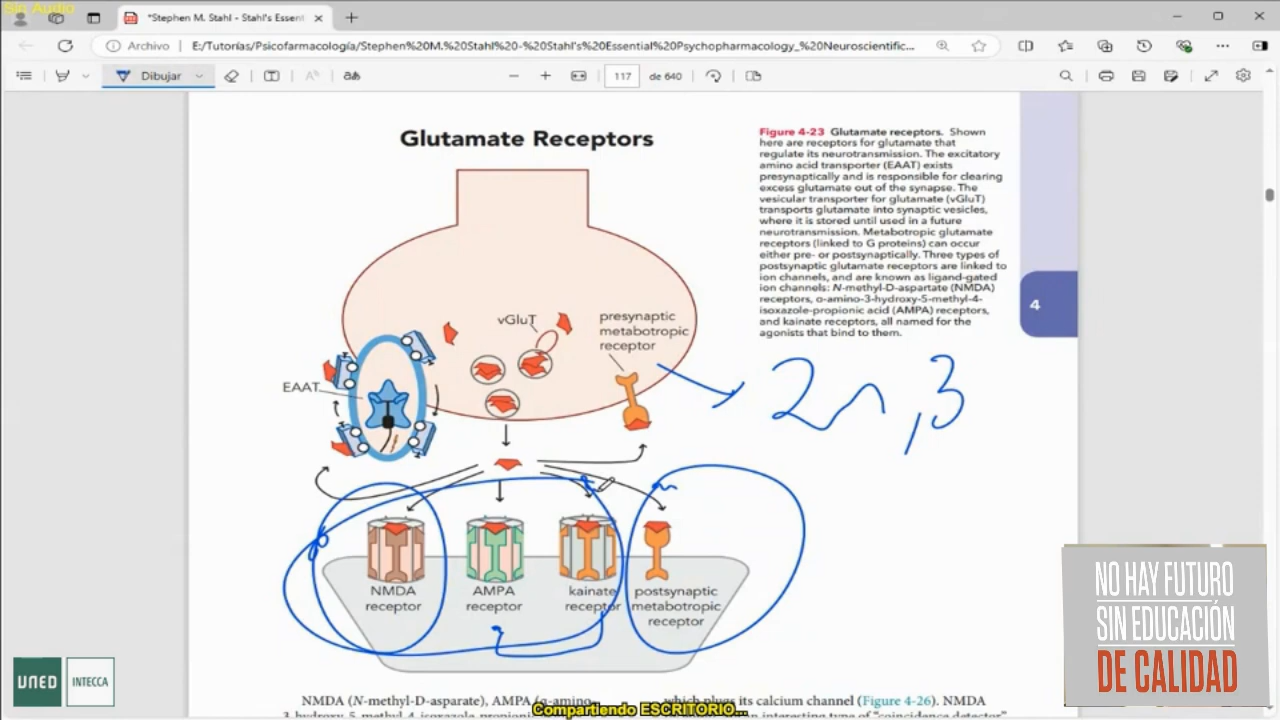 Sin Audio
*Stephen M. Stahl - Stahl's Essent
Archivo
E:/Tutorías/Psicofarmacología/Stephen%20M.%20Stahl%20-%20Stahl's%20Essential%20Psychopharmacology_%20Neuroscientific...
Dibujar
117
de 640
Glutamate Receptors
Figure 4-23 Glutamate receptors. Shown
here are receptors for glutamate that
regulate its neurotransmission. The excitatory
amino acid transporter (EAAT) exists
presynaptically and is responsible for clearing
excess glutamate out of the synapse. The
vesicular transporter for glutamate (vGluT)
transports glutamate into synaptic vesicles,
where it is stored until used in a future
neurotransmission. Metabotropic glutamate
receptors (linked to G proteins) can occur
either pre- or postsynaptically. Three types of
postsynaptic glutamate receptors are linked to
ion channels, and are known as ligand-gated
ion channels: N-methyl-D-aspartate (NMDA)
receptors, α-amino-3-hydroxy-5-methyl-4-
isoxazole-propionic acid (AMPA) receptors,
and kainate receptors, all named for the
agonists that bind to them.
4
vGluT
presynaptic
metabotropic
receptor
EAAT
NMDA
receptor
AMPA
receptor
kainate
receptor
postsynaptic
metabotropic
receptor
NMDA (N-methyl-D-asparate), AMPA (α-amino-
which plugs its calcium channel (Figure 4-26). NMDA
NO HAY FUTURO
SIN EDUCACIÓN
DE CALIDAD
UNED
INTECCA
Compartiendo ESCRITORIO...